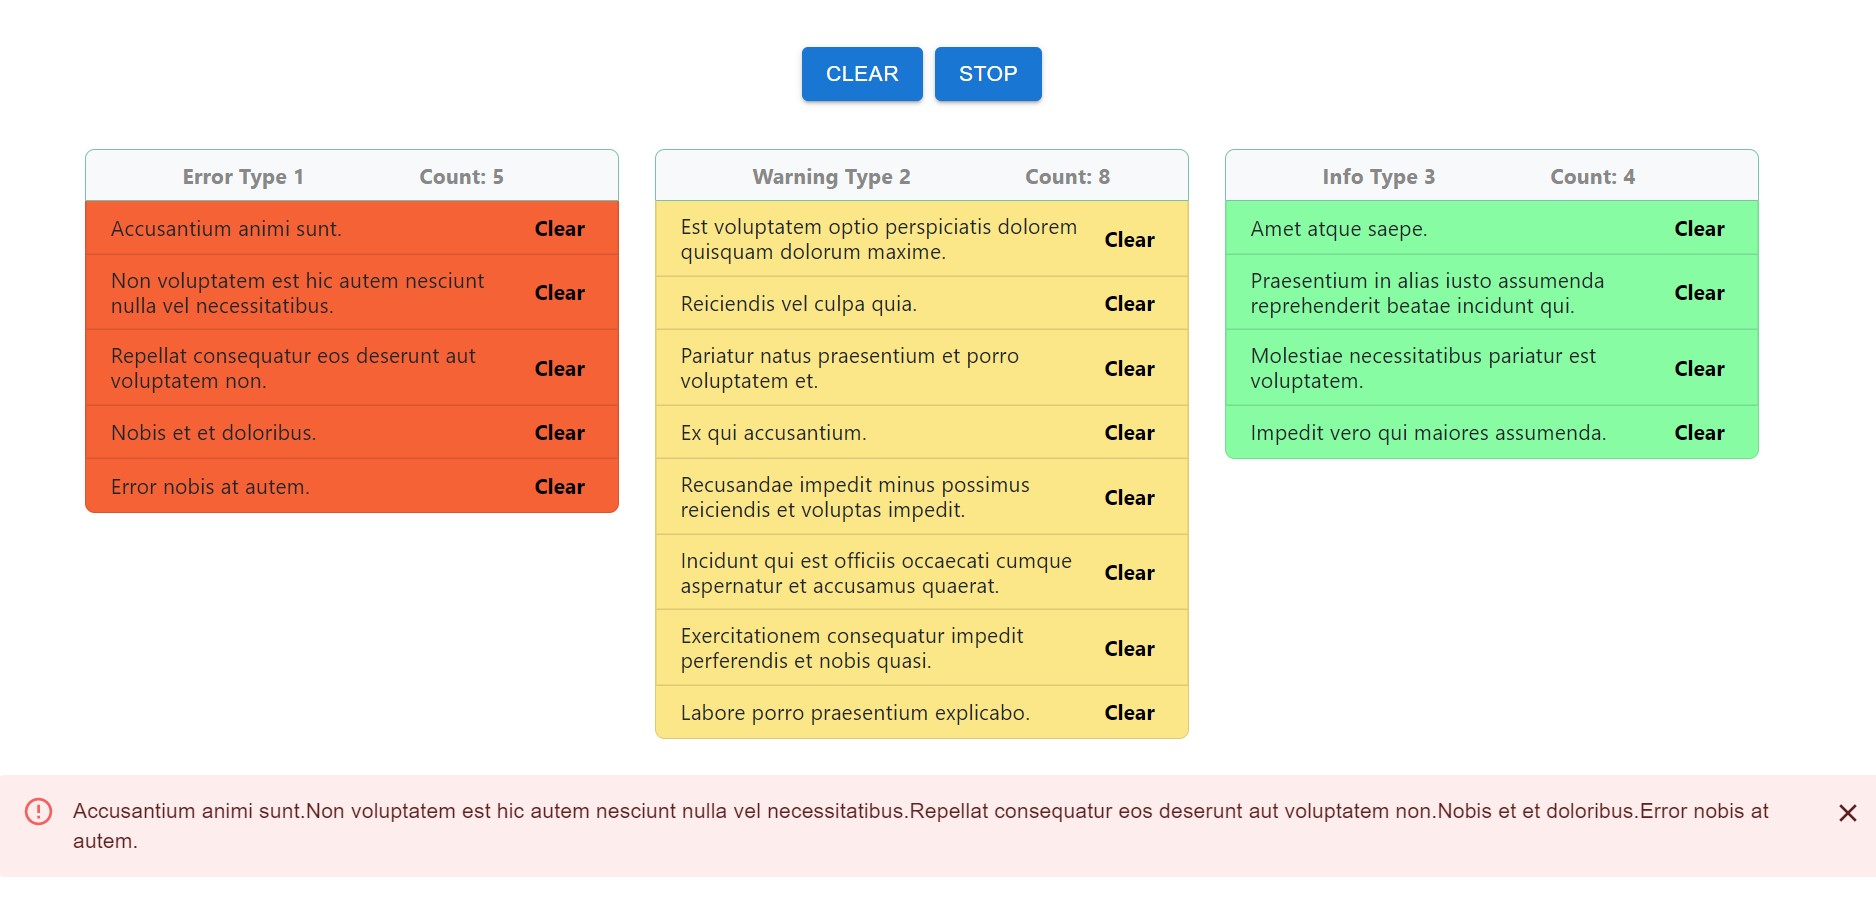 CLEAR STOP
Error Type 1 Count: 5
Accusantium animi sunt. Clear
Non voluptatem est hic autem nesciunt
nulla vel necessitatibus. Clear
Repellat consequatur eos deserunt aut
voluptatem non. Clear
Nobis et et doloribus. Clear
Error nobis at autem. Clear
Warning Type 2 Count: 8
Est voluptatem optio perspiciatis dolorem
quisquam dolorum maxime. Clear
Reiciendis vel culpa quia. Clear
Pariatur natus praesentium et porro
voluptatem et. Clear
Ex qui accusantium. Clear
Recusandae impedit minus possimus
reiciendis et voluptas impedit. Clear
Incidunt qui est officiis occaecati cumque
aspernatur et accusamus quaerat. Clear
Exercitationem consequatur impedit
perferendis et nobis quasi. Clear
Labore porro praesentium explicabo. Clear
Info Type 3 Count: 4
Amet atque saepe. Clear
Praesentium in alias iusto assumenda
reprehenderit beatae incidunt qui. Clear
Molestiae necessitatibus pariatur est
voluptatem. Clear
Impedit vero qui maiores assumenda. Clear
Accusantium animi sunt.Non voluptatem est hic autem nesciunt nulla vel necessitatibus.Repellat consequatur eos deserunt aut voluptatem non.Nobis et et doloribus.Error nobis at
autem.